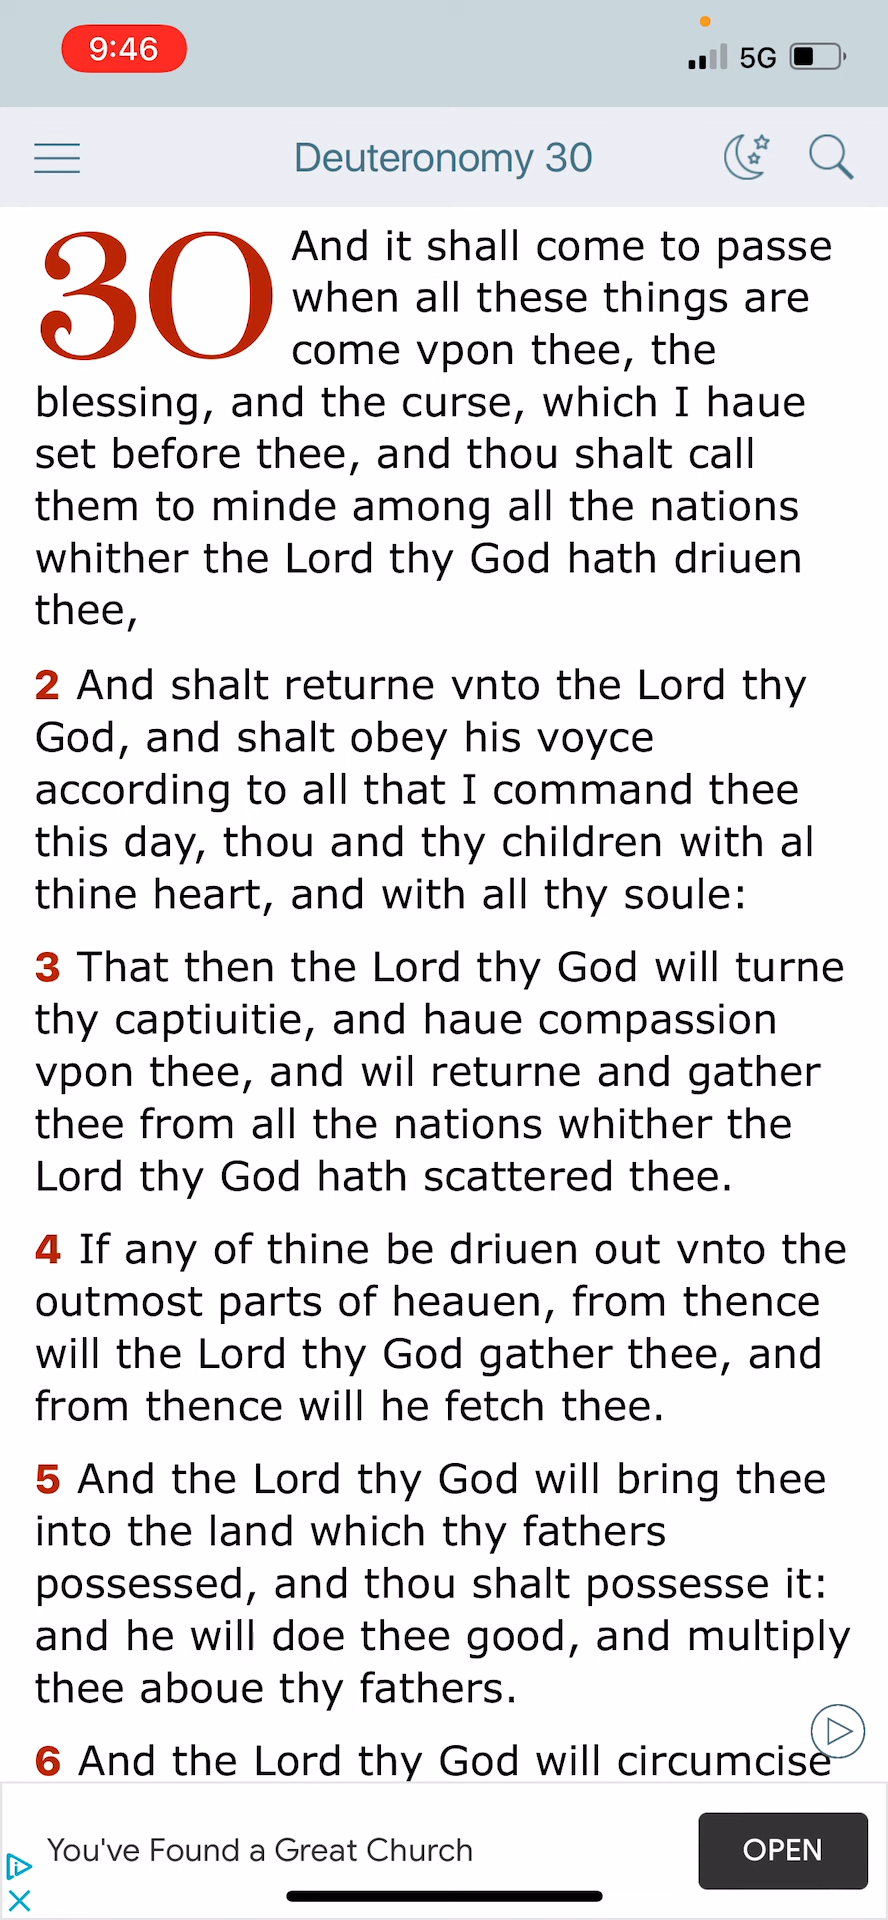 9:46
5G
Deuteronomy 30
30 And it shall come to passe
when all these things are
come vpon thee, the
blessing, and the curse, which I haue
set before thee, and thou shalt call
them to minde among all the nations
whither the Lord thy God hath driuen
thee,
2 And shalt returne vnto the Lord thy
God, and shalt obey his voyce
according to all that I command thee
this day, thou and thy children with al
thine heart, and with all thy soule:
3 That then the Lord thy God will turne
thy captiuitie, and haue compassion
vpon thee, and wil returne and gather
thee from all the nations whither the
Lord thy God hath scattered thee.
4 If any of thine be driuen out vnto the
outmost parts of heauen, from thence
will the Lord thy God gather thee, and
from thence will he fetch thee.
5 And the Lord thy God will bring thee
into the land which thy fathers
possessed, and thou shalt possesse it:
and he will doe thee good, and multiply
thee aboue thy fathers.
6 And the Lord thy God will circumcise
You've Found a Great Church
OPEN